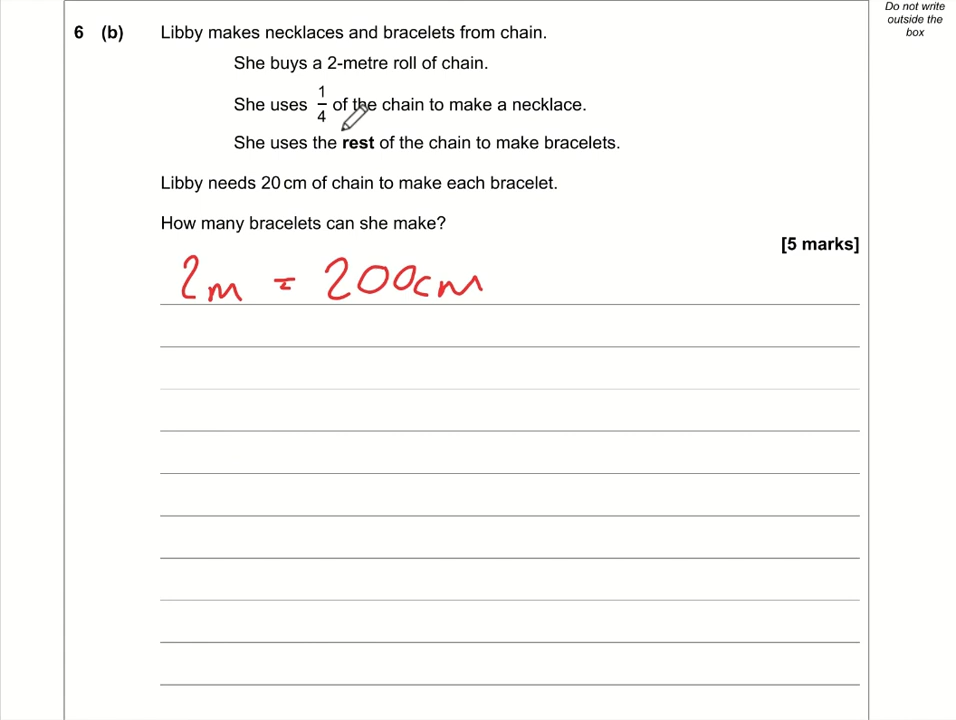 Do not write
outside the
box
6 (b) Libby makes necklaces and bracelets from chain.
She buys a 2-metre roll of chain.
She uses 1/4 of the chain to make a necklace.
She uses the rest of the chain to make bracelets.
Libby needs 20 cm of chain to make each bracelet.
How many bracelets can she make?
[5 marks]
2m = 200cm